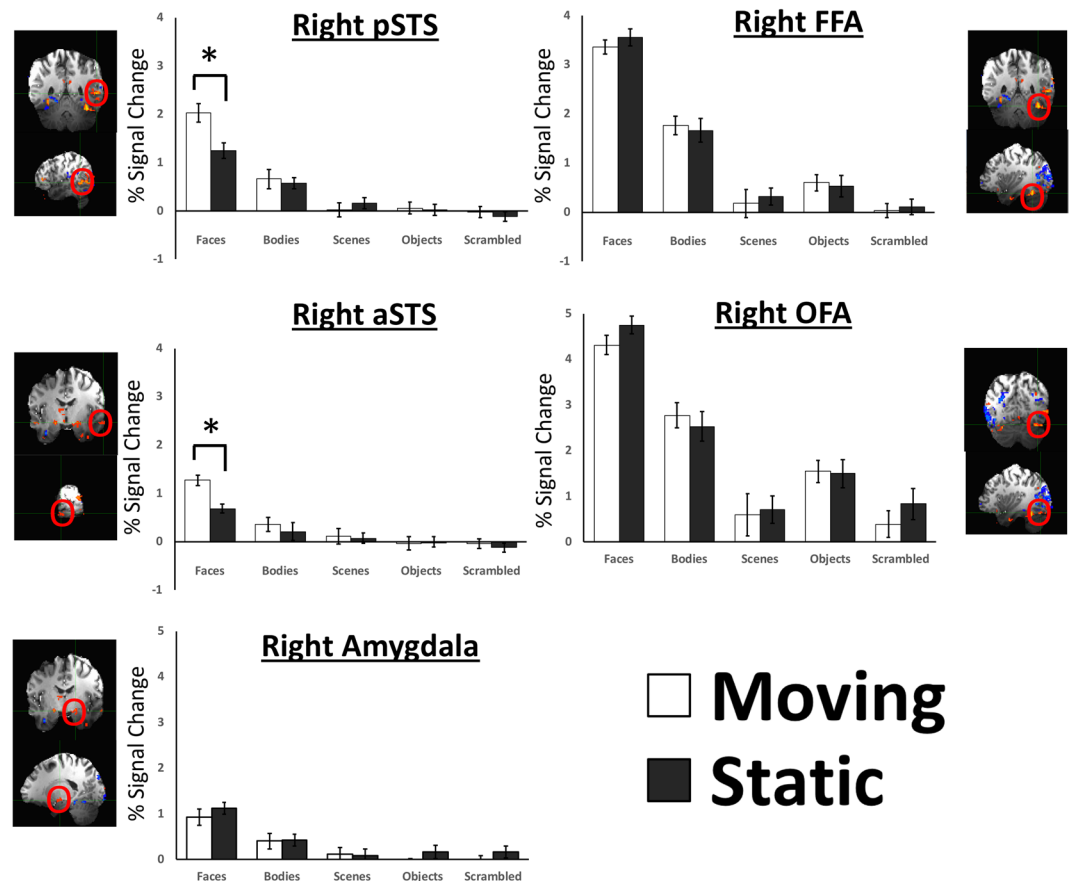 Right pSTS
% Signal Change
4
3
2
1
0
-1
*
Faces Bodies Scenes Objects Scrambled
Right FFA
% Signal Change
4
3
2
1
0
-1
Faces Bodies Scenes Objects Scrambled
Right aSTS
% Signal Change
4
3
2
1
0
-1
*
Faces Bodies Scenes Objects Scrambled
Right OFA
% Signal Change
5
4
3
2
1
0
Faces Bodies Scenes Objects Scrambled
Right Amygdala
% Signal Change
5
4
3
2
1
0
Faces Bodies Scenes Objects Scrambled
Moving
Static